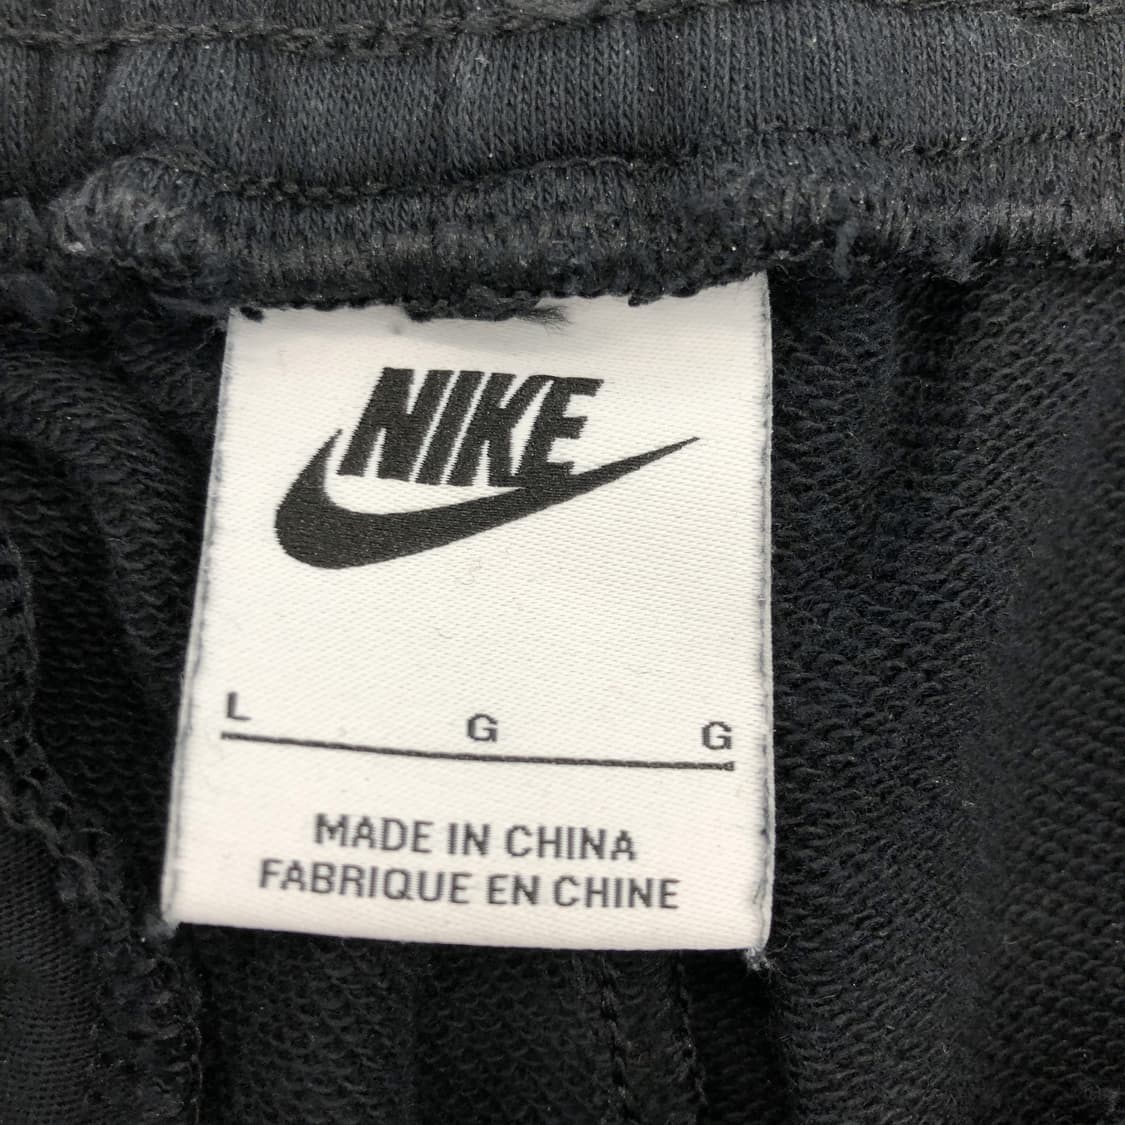 NIKE
L G G
MADE IN CHINA
FABRIQUE EN CHINE